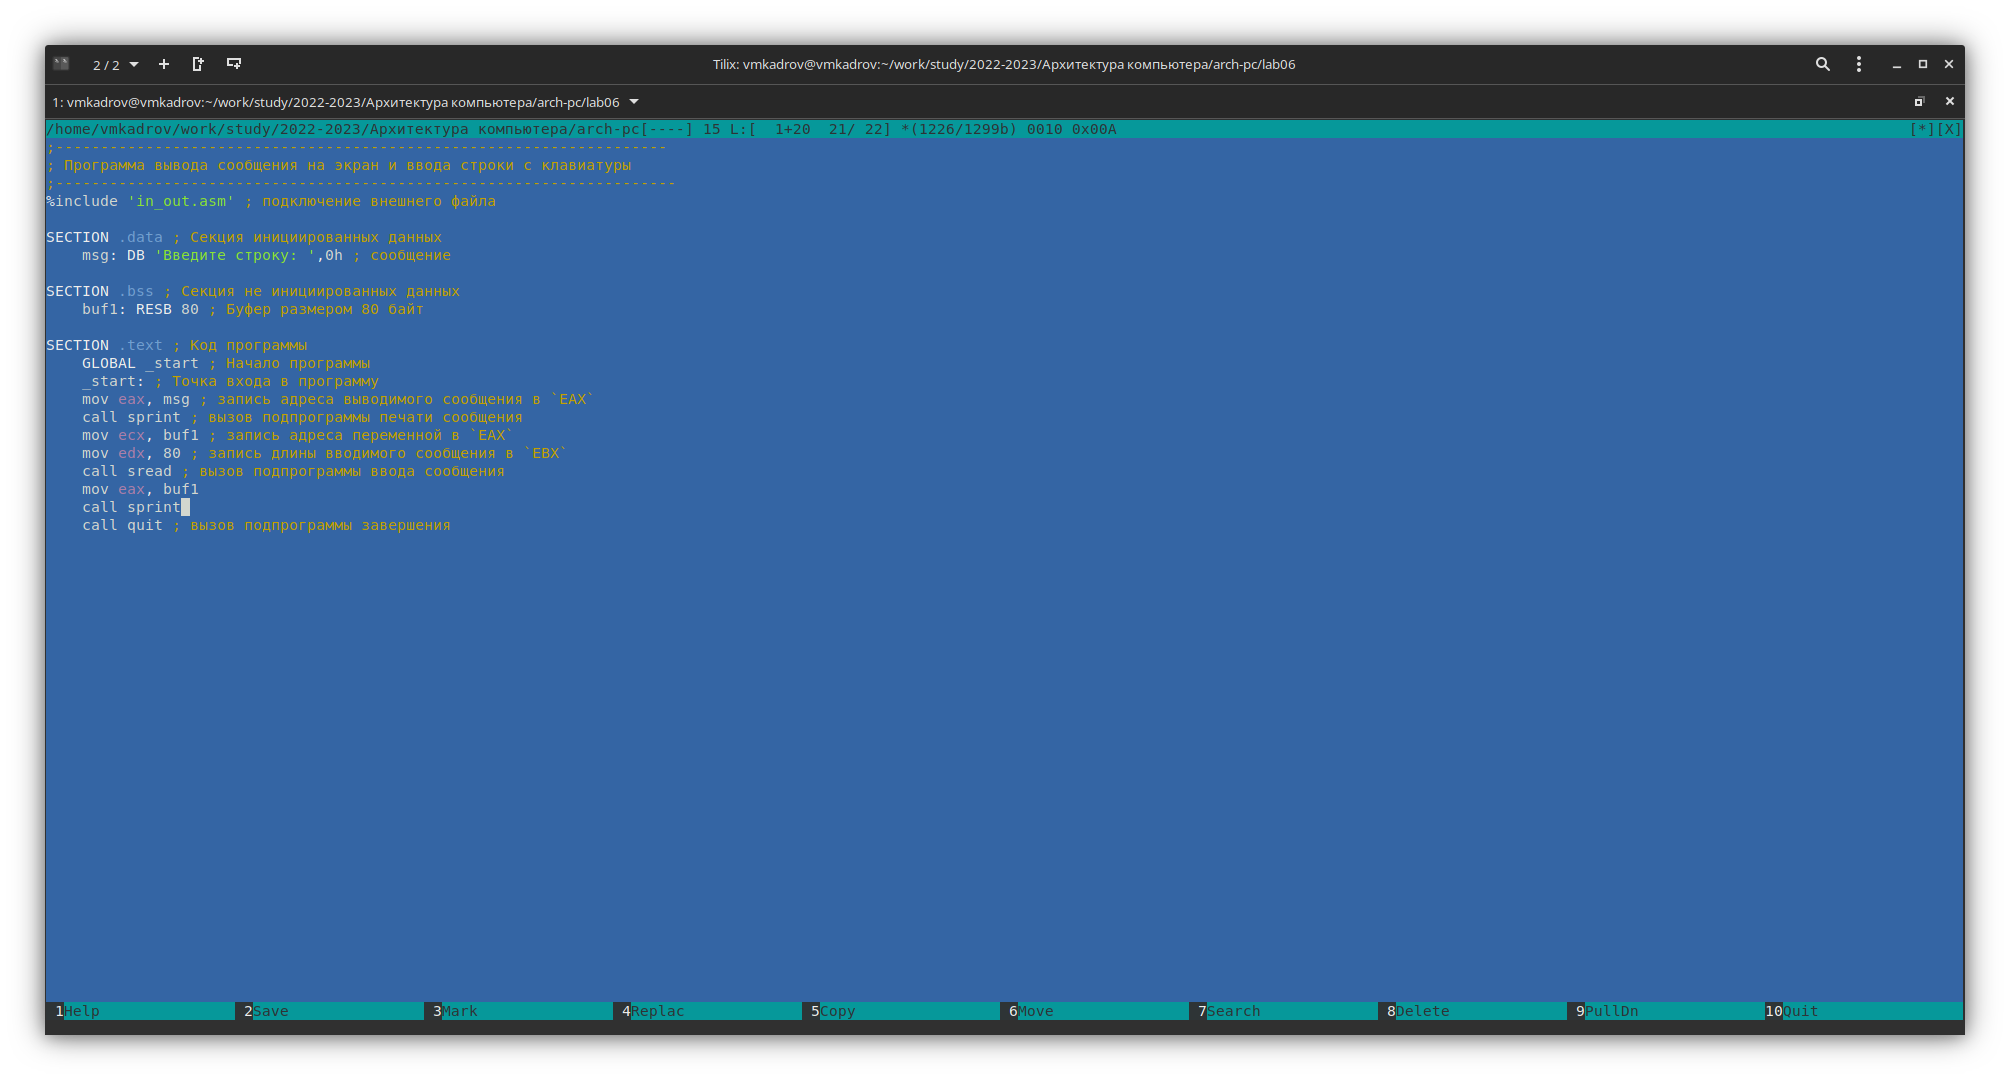 2 / 2
Tilix: vmkadrov@vmkadrov:~/work/study/2022-2023/Архитектура компьютера/arch-pc/lab06
1: vmkadrov@vmkadrov:~/work/study/2022-2023/Архитектура компьютера/arch-pc/lab06
/home/vmkadrov/work/study/2022-2023/Архитектура компьютера/arch-pc[----] 15 L:[  1+20  21/ 22] *(1226/1299b) 0010 0x00A [*][X]
;--------------------------------------------------------------------
; Программа вывода сообщения на экран и ввода строки с клавиатуры
;---------------------------------------------------------------------
%include 'in_out.asm' ; подключение внешнего файла
SECTION .data ; Секция инициированных данных
    msg: DB 'Введите строку: ',0h ; сообщение
SECTION .bss ; Секция не инициированных данных
    buf1: RESB 80 ; Буфер размером 80 байт
SECTION .text ; Код программы
    GLOBAL _start ; Начало программы
    _start: ; Точка входа в программу
    mov eax, msg ; запись адреса выводимого сообщения в `EAX`
    call sprint ; вызов подпрограммы печати сообщения
    mov ecx, buf1 ; запись адреса переменной в `EAX`
    mov edx, 80 ; запись длины вводимого сообщения в `EBX`
    call sread ; вызов подпрограммы ввода сообщения
    mov eax, buf1
    call sprint
    call quit ; вызов подпрограммы завершения
1Help 2Save 3Mark 4Replac 5Copy 6Move 7Search 8Delete 9PullDn 10Quit